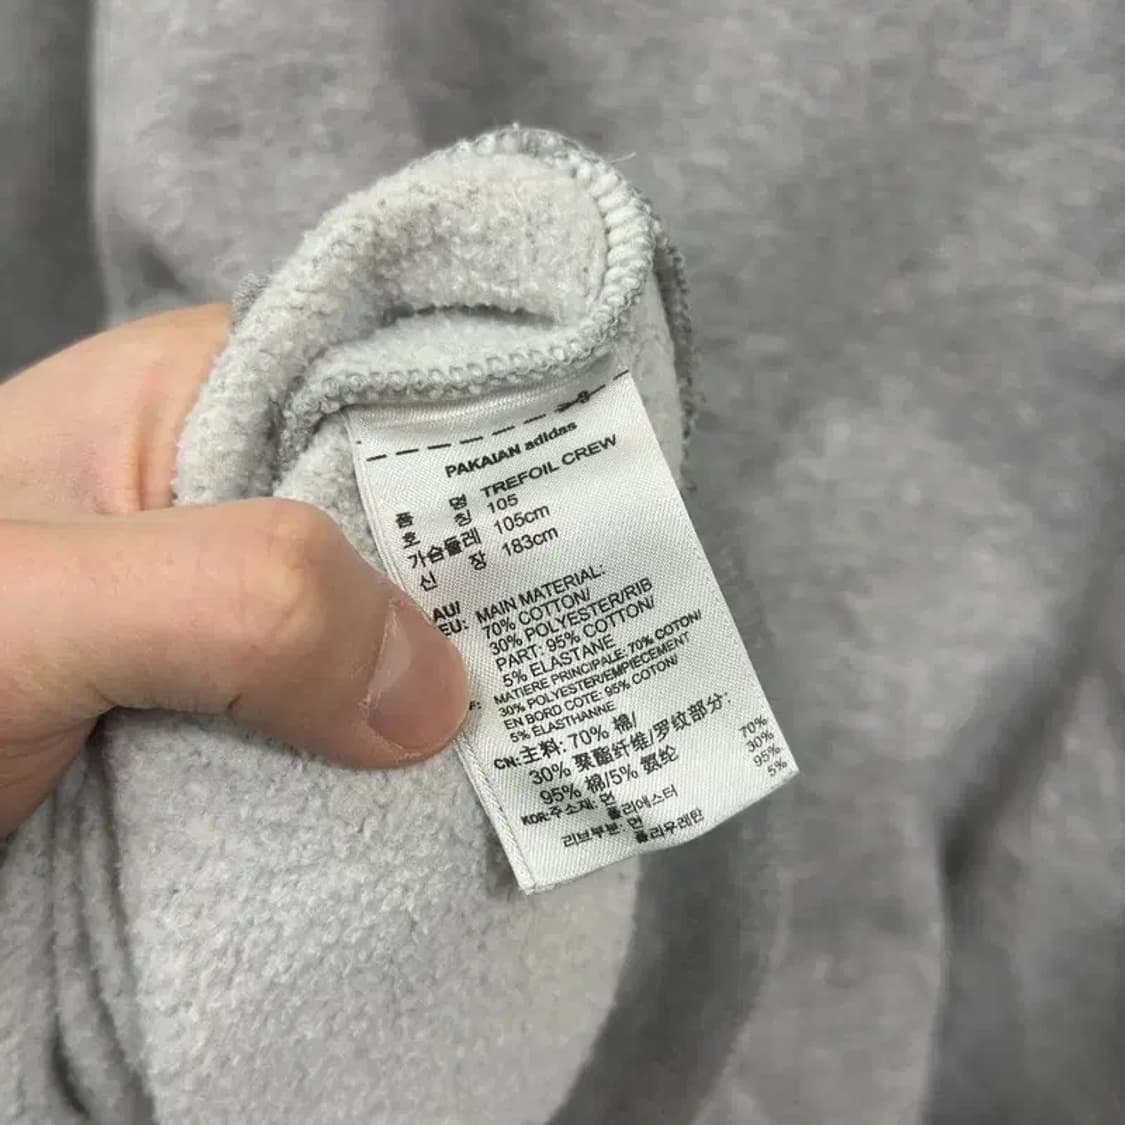 PAKAIAN adidas
품 명 TREFOIL CREW
호 칭 105
가슴둘레 105cm
신 장 183cm
AU/
EU: MAIN MATERIAL:
70% COTTON/
30% POLYESTER/RIB
PART: 95% COTTON/
5% ELASTANE
F: MATIERE PRINCIPALE: 70% COTON/
30% POLYESTER/EMPIECEMENT
EN BORD COTE: 95% COTON/
5% ELASTHANNE
CN: 主料: 70% 棉/
30% 聚酯纤维/罗纹部分:
95% 棉/5% 氨纶
KOR: 주소재: 면 70%
폴리에스터 30%
리브부분: 면 95%
폴리우레탄 5%